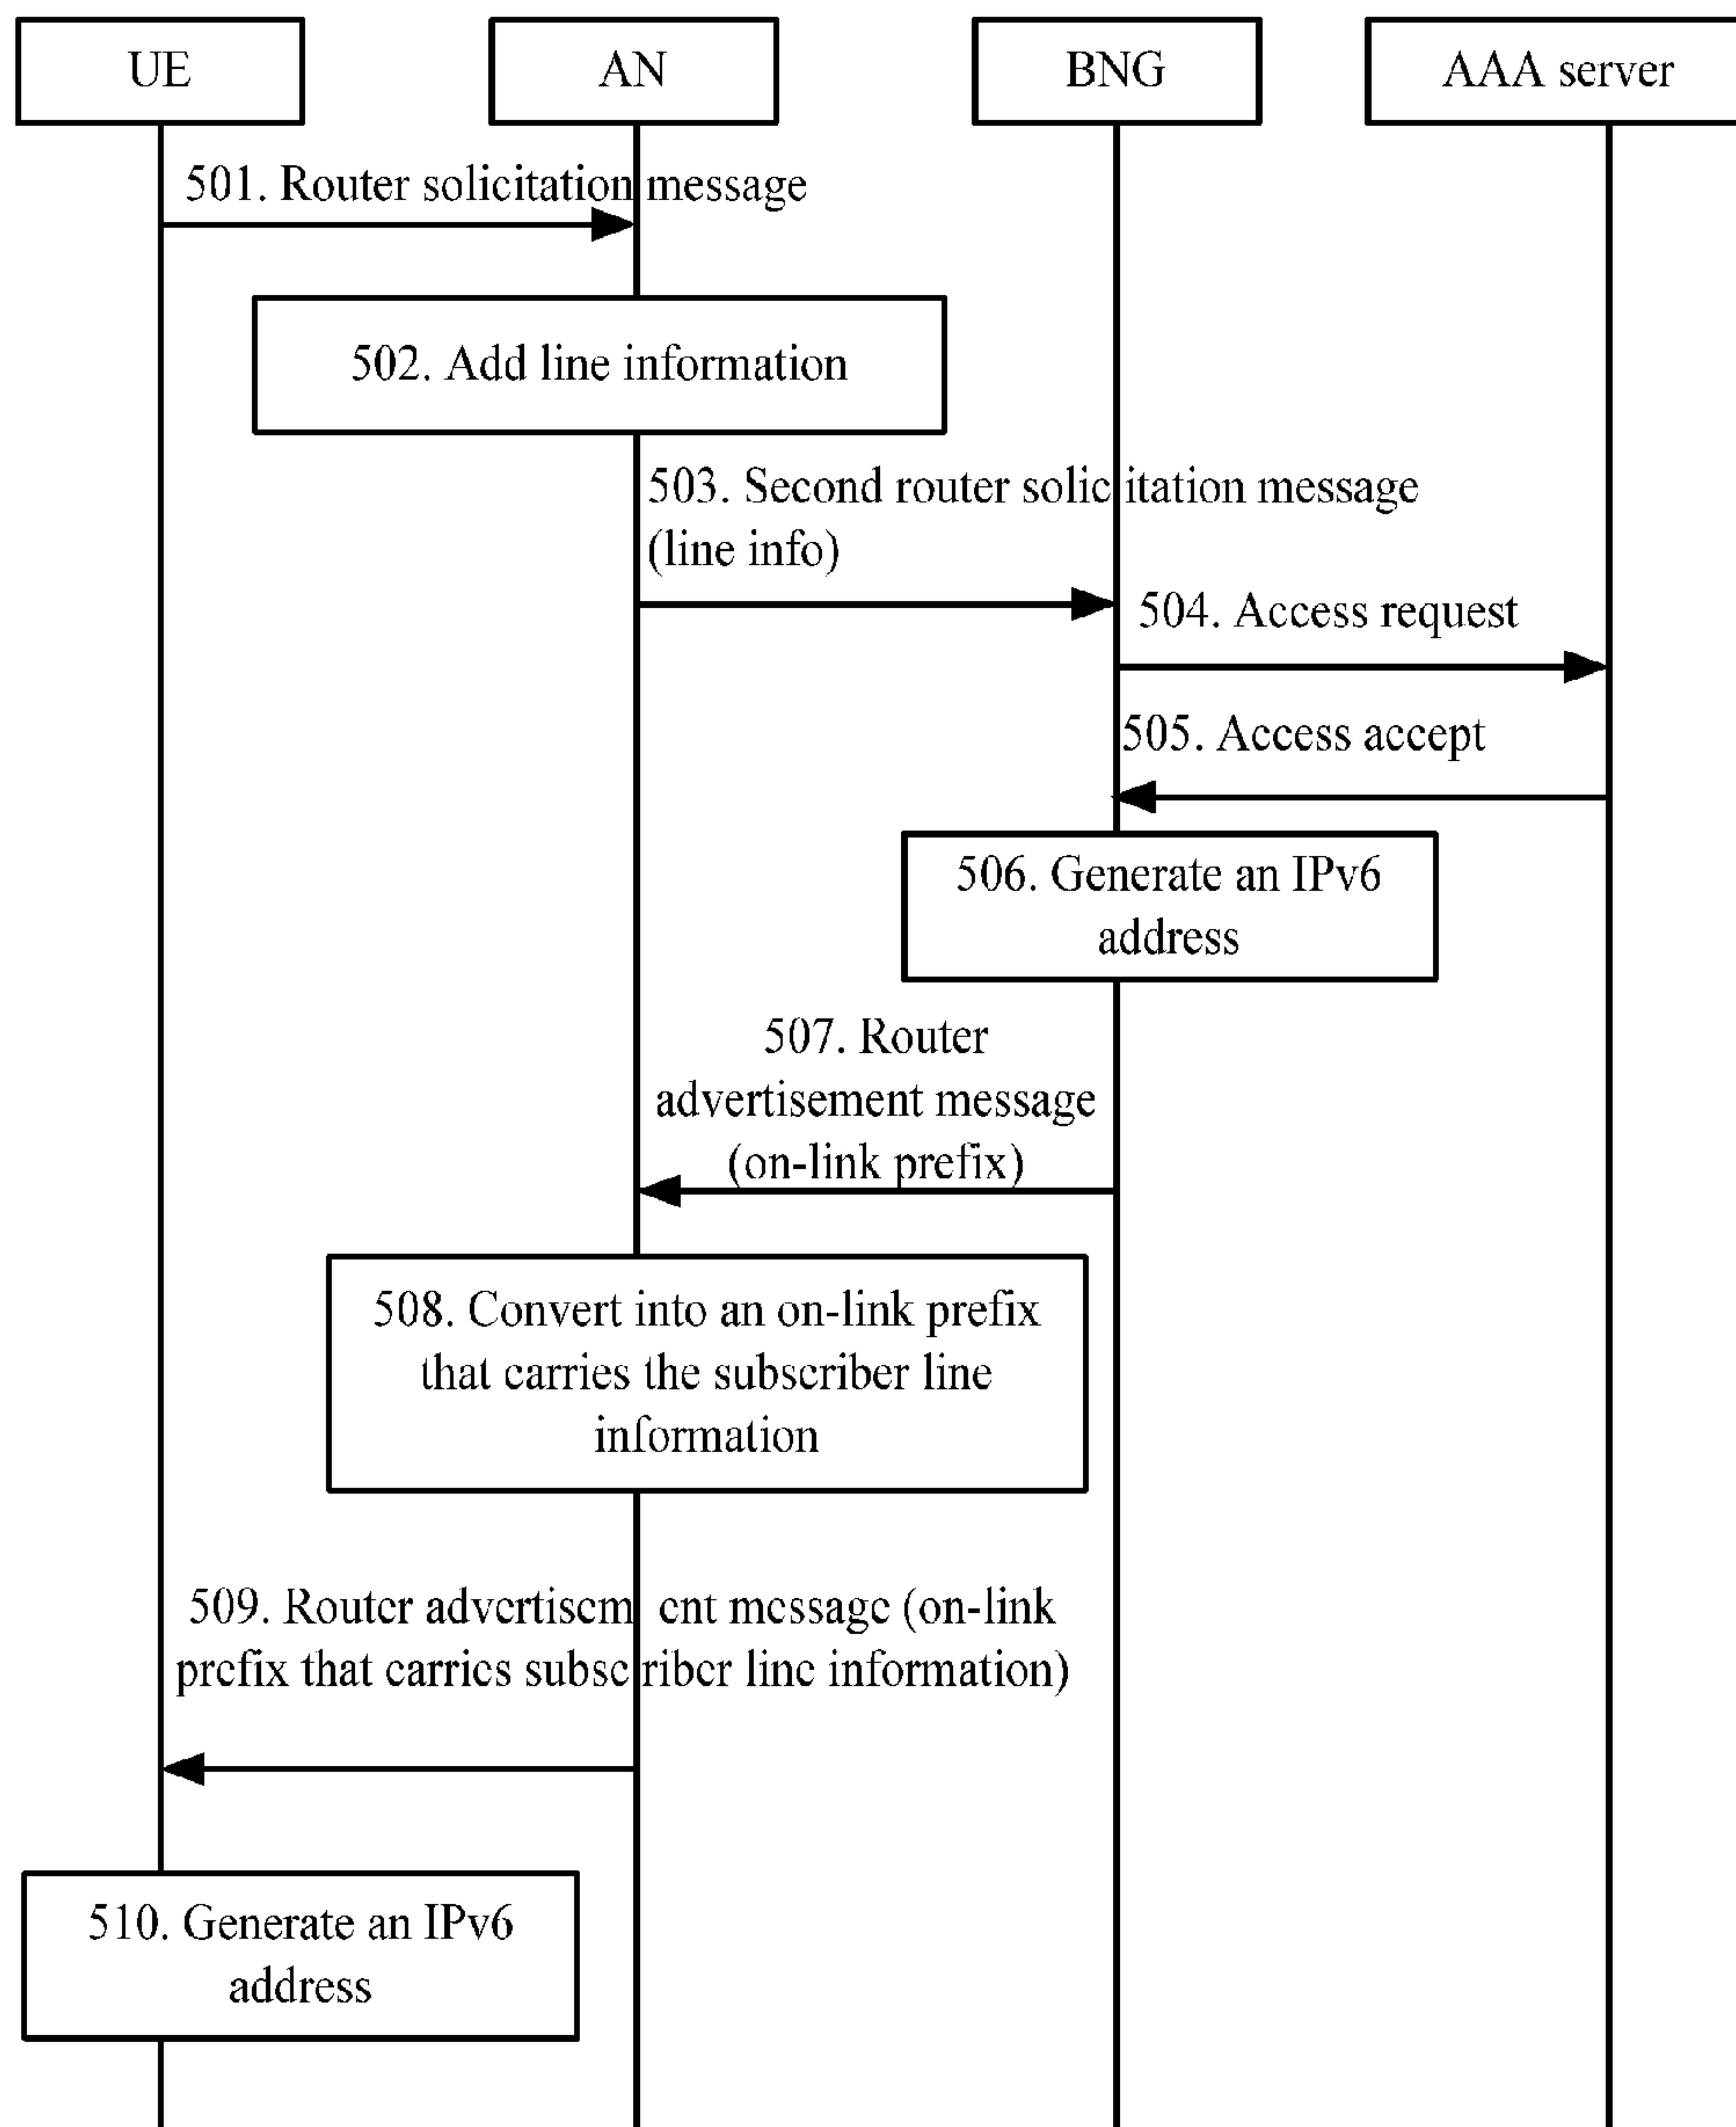 UE
AN
BNG
AAA server
501. Router solicitation message
502. Add line information
503. Second router solicitation message
(line info)
504. Access request
505. Access accept
506. Generate an IPv6
address
507. Router
advertisement message
(on-link prefix)
508. Convert into an on-link prefix
that carries the subscriber line
information
509. Router advertisement message (on-link
prefix that carries subscriber line information)
510. Generate an IPv6
address